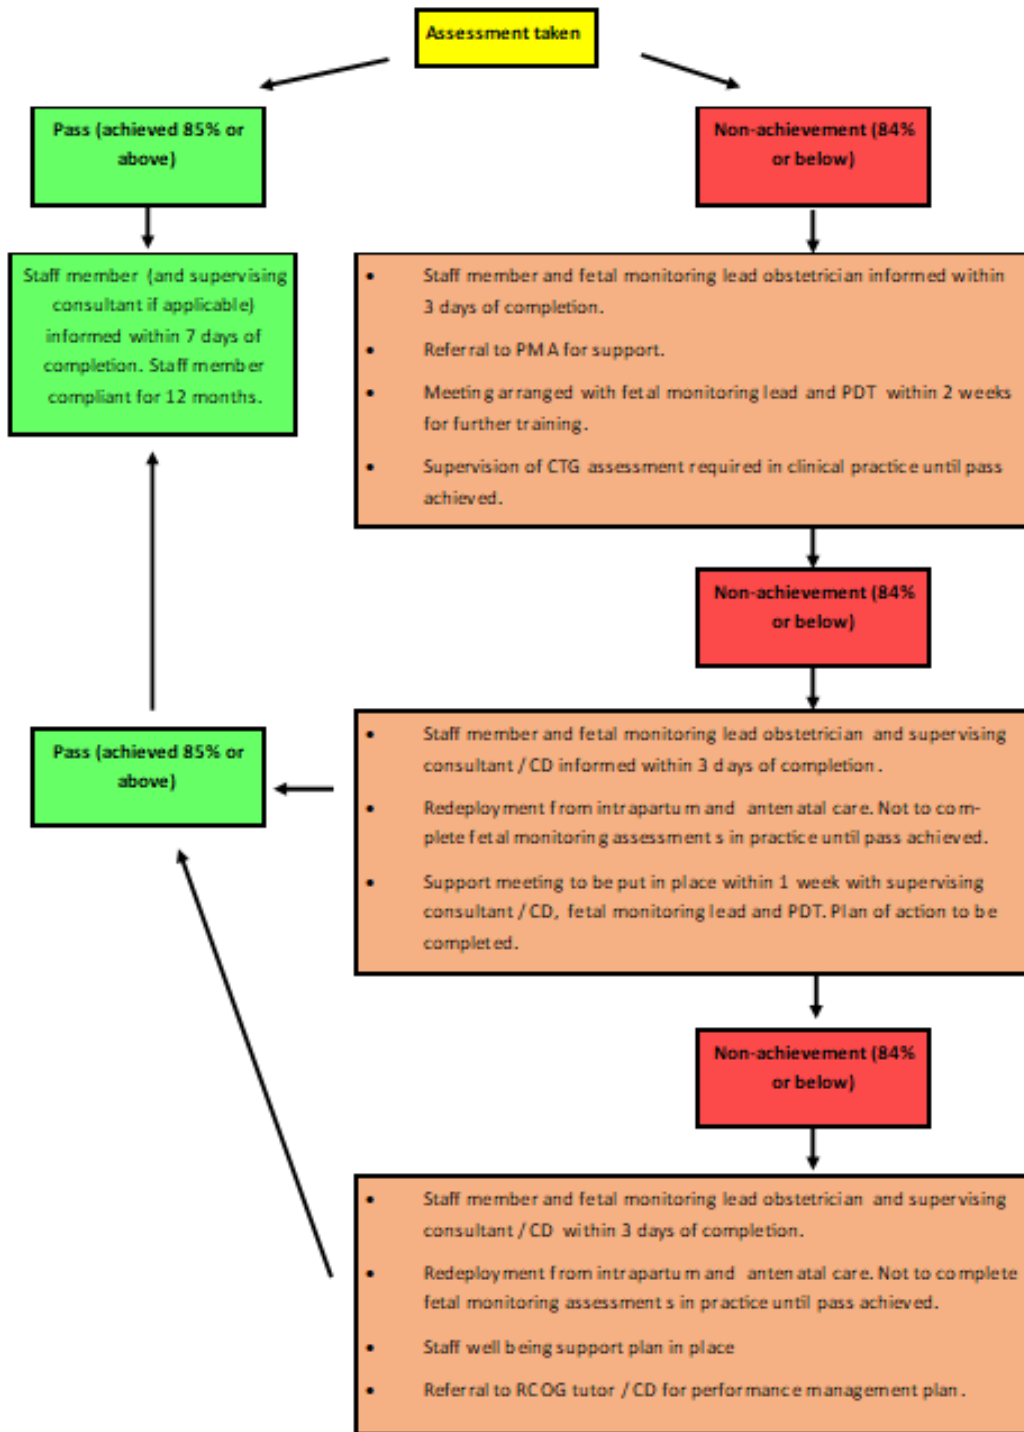 Assessment taken
Pass (achieved 85% or
above)
Non-achievement (84%
or below)
Staff member (and supervising
consultant if applicable)
informed within 7 days of
completion. Staff member
compliant for 12 months.
• Staff member and fetal monitoring lead obstetrician informed within
3 days of completion.
• Referral to PMA for support.
• Meeting arranged with fetal monitoring lead and PDT within 2 weeks
for further training.
• Supervision of CTG assessment required in clinical practice until pass
achieved.
Non-achievement (84%
or below)
Pass (achieved 85% or
above)
• Staff member and fetal monitoring lead obstetrician and supervising
consultant / CD informed within 3 days of completion.
• Redeployment from intrapartum and antenatal care. Not to com-
plete fetal monitoring assessment s in practice until pass achieved.
• Support meeting to be put in place within 1 week with supervising
consultant / CD, fetal monitoring lead and PDT. Plan of action to be
completed.
Non-achievement (84%
or below)
• Staff member and fetal monitoring lead obstetrician and supervising
consultant / CD within 3 days of completion.
• Redeployment from intrapartum and antenatal care. Not to complete
fetal monitoring assessment s in practice until pass achieved.
• Staff well being support plan in place
• Referral to RCOG tutor / CD for performance management plan.